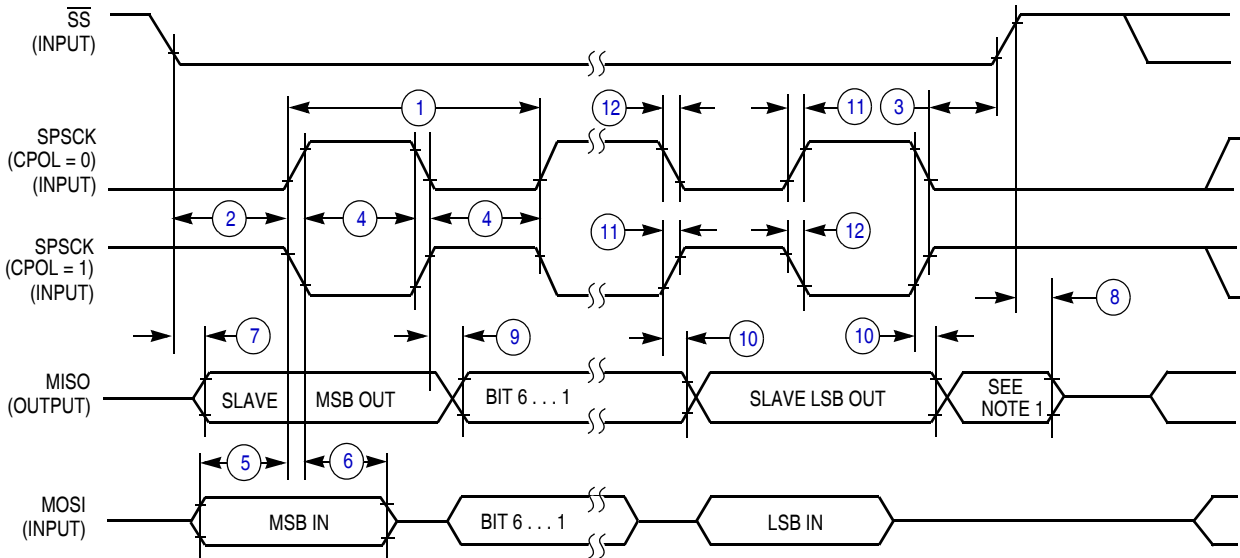 SS
(INPUT)
1
12
11
3
SPSCK
(CPOL = 0)
(INPUT)
2
4
4
SPSCK
(CPOL = 1)
(INPUT)
11
12
7
9
10
10
8
MISO
(OUTPUT)
SLAVE MSB OUT
BIT 6 . . . 1
SLAVE LSB OUT
SEE
NOTE 1
5
6
MOSI
(INPUT)
MSB IN
BIT 6 . . . 1
LSB IN